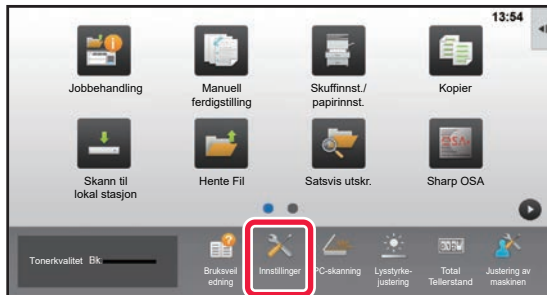 13:54
Jobbehandling
Manuell
ferdigstilling
Skuffinnst./
papirinnst.
Kopier
Skann til
lokal stasjon
Hente Fil
Satsvis utskr.
Sharp OSA
Tonerkvalitet Bk
Bruksveil
edning
Innstillinger
PC-skanning
Lysstyrke-
justering
Total
Tellerstand
Justering av
maskinen